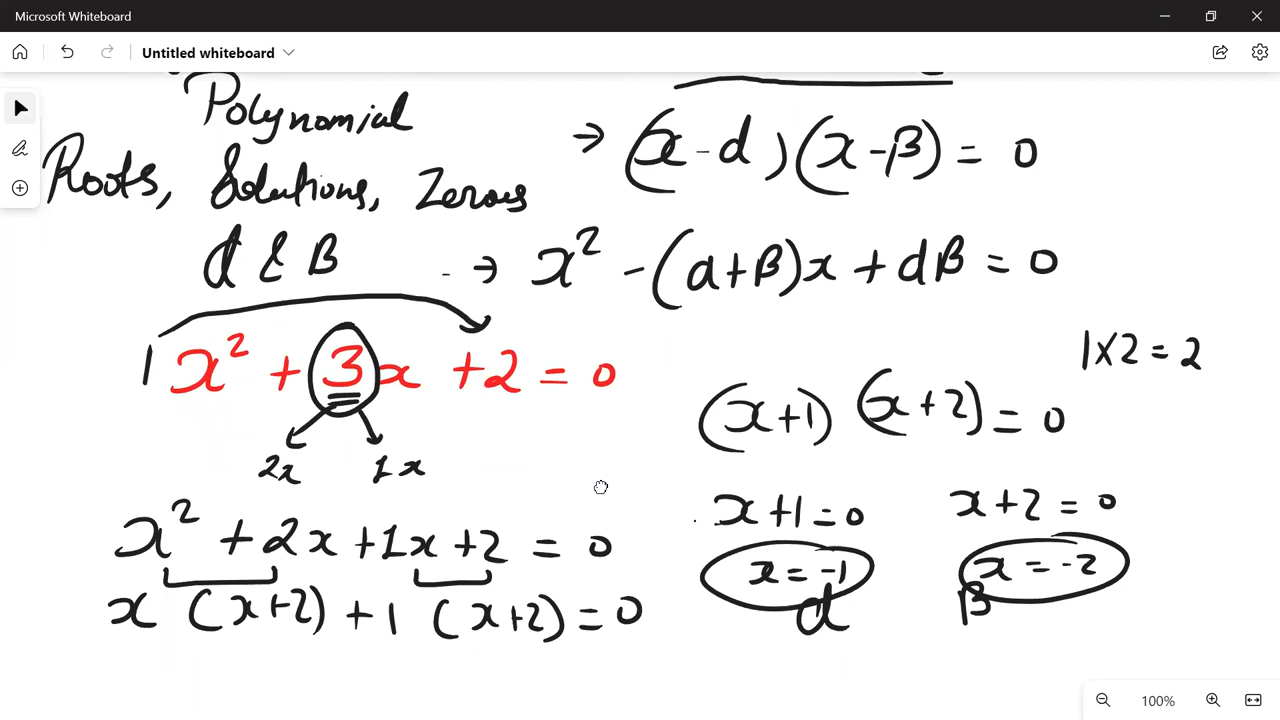 Microsoft Whiteboard
Untitled whiteboard
Polynomial
Roots, Solutions, Zeroes
α & β
1x² + 3x + 2 = 0
2x 1x
x² + 2x + 1x + 2 = 0
x (x+2) + 1 (x+2) = 0
→ (x - α)(x - β) = 0
→ x² - (α+β)x + αβ = 0
1×2 = 2
(x+1) (x+2) = 0
x+1=0 x+2=0
x = -1 x = -2
α β
100%